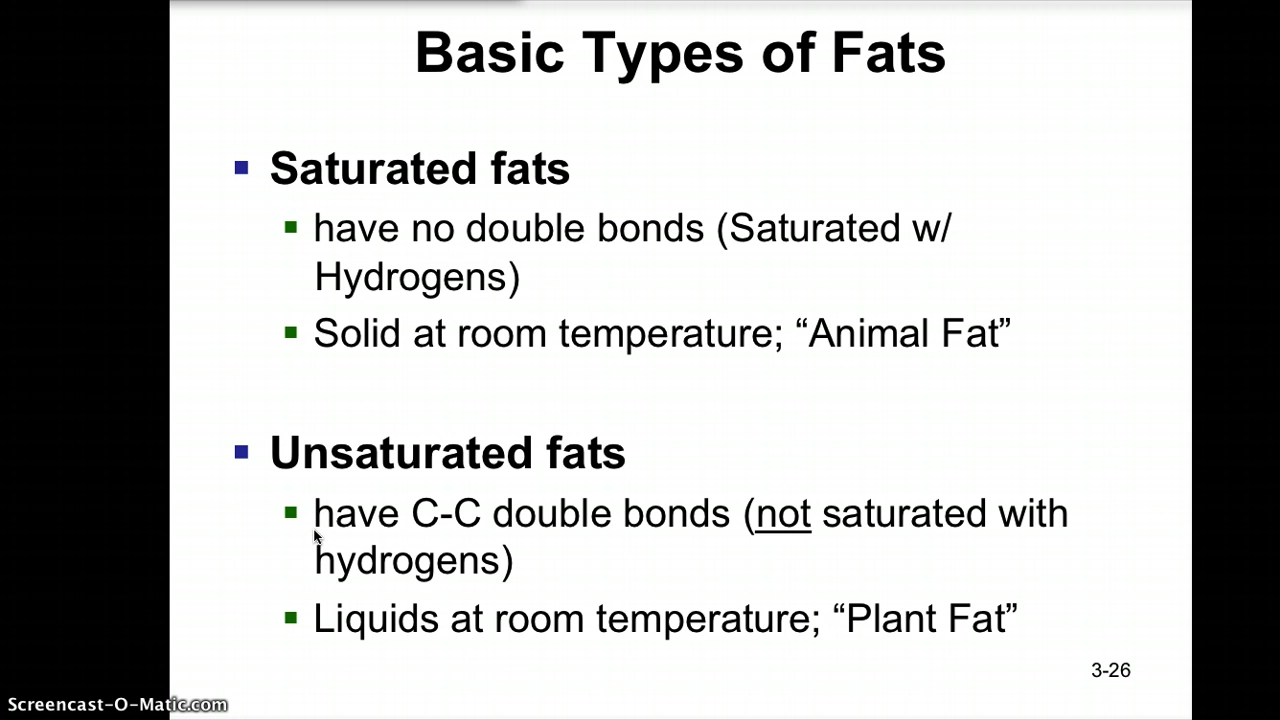 Basic Types of Fats
Saturated fats
have no double bonds (Saturated w/
Hydrogens)
Solid at room temperature; “Animal Fat”
Unsaturated fats
have C-C double bonds (not saturated with
hydrogens)
Liquids at room temperature; “Plant Fat”
3-26
Screencast-O-Matic.com